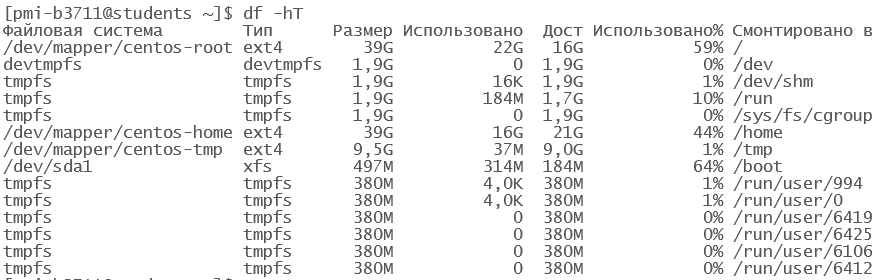 [pmi-b3711@students ~]$ df -hT
Файловая система Тип Размер Использовано Дост Использовано% Смонтировано в
/dev/mapper/centos-root ext4 39G 22G 16G 59% /
devtmpfs devtmpfs 1,9G 0 1,9G 0% /dev
tmpfs tmpfs 1,9G 16K 1,9G 1% /dev/shm
tmpfs tmpfs 1,9G 184M 1,7G 10% /run
tmpfs tmpfs 1,9G 0 1,9G 0% /sys/fs/cgroup
/dev/mapper/centos-home ext4 39G 16G 21G 44% /home
/dev/mapper/centos-tmp ext4 9,5G 37M 9,0G 1% /tmp
/dev/sda1 xfs 497M 314M 184M 64% /boot
tmpfs tmpfs 380M 4,0K 380M 1% /run/user/994
tmpfs tmpfs 380M 4,0K 380M 1% /run/user/0
tmpfs tmpfs 380M 0 380M 0% /run/user/6419
tmpfs tmpfs 380M 0 380M 0% /run/user/6425
tmpfs tmpfs 380M 0 380M 0% /run/user/6106
tmpfs tmpfs 380M 0 380M 0% /run/user/6412